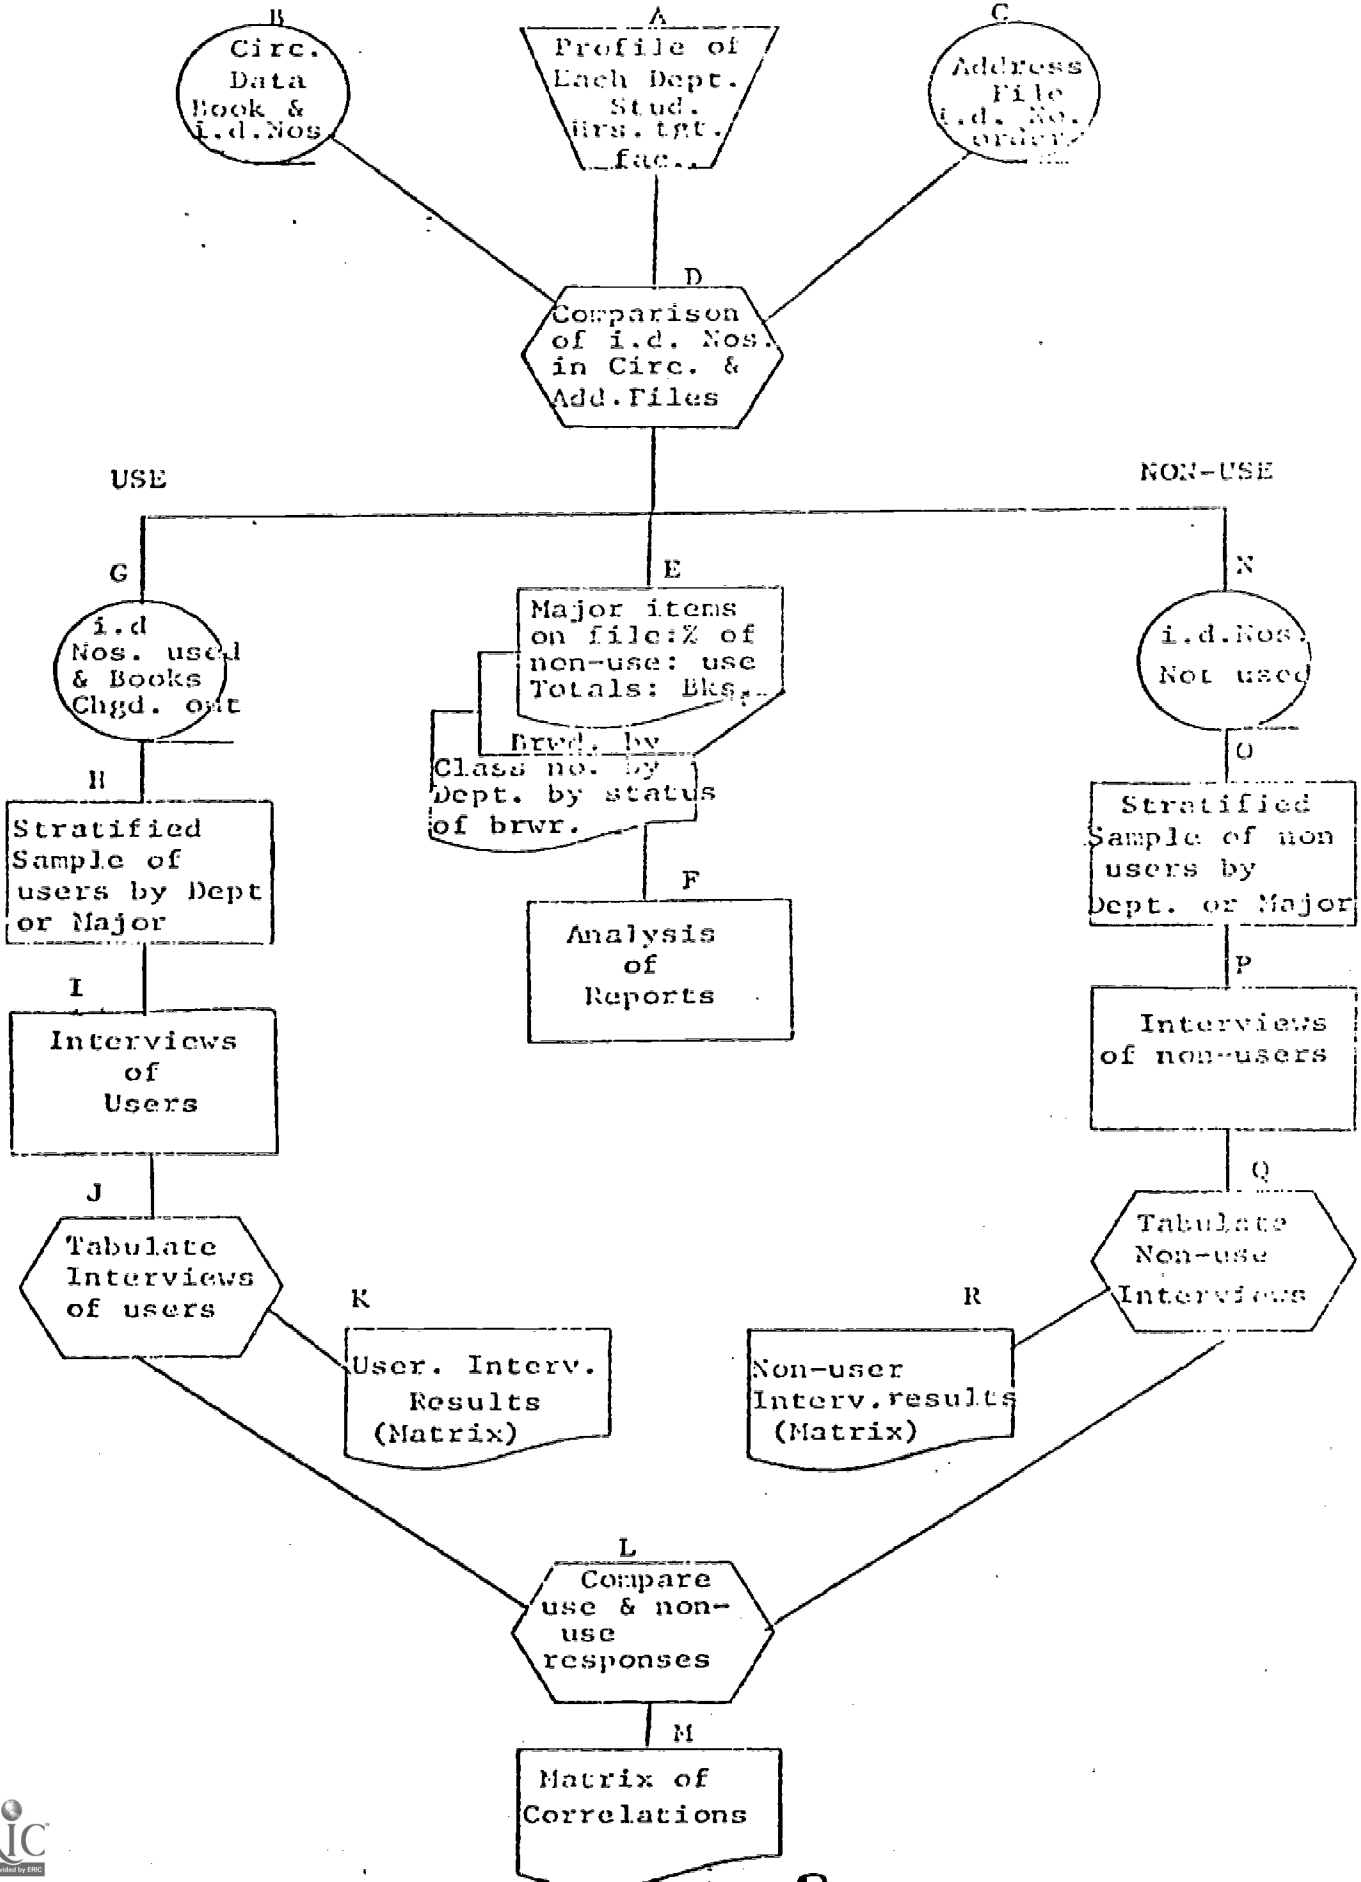 B
Circ.
Data
Book &
i.d.Nos
A
Profile of
Each Dept.
Stud.
Hrs. tgt.
fac..
C
Address
File
i.d. No.
order
D
Comparison
of i.d. Nos.
in Circ. &
Add.Files
USE
NON-USE
G
i.d
Nos. used
& Books
Chgd. out
E
Major items
on file:% of
non-use: use
Totals: Bks.
Brwd. by
Class no. by
Dept. by status
of brwr.
N
i.d.Nos.
Not used
H
Stratified
Sample of
users by Dept
or Major
F
Analysis
of
Reports
O
Stratified
Sample of non
users by
Dept. or Major
I
Interviews
of
Users
P
Interviews
of non-users
J
Tabulate
Interviews
of users
Q
Tabulate
Non-use
Interviews
K
User. Interv.
Results
(Matrix)
R
Non-user
Interv.results
(Matrix)
L
Compare
use & non-
use
responses
M
Matrix of
Correlations
ERIC